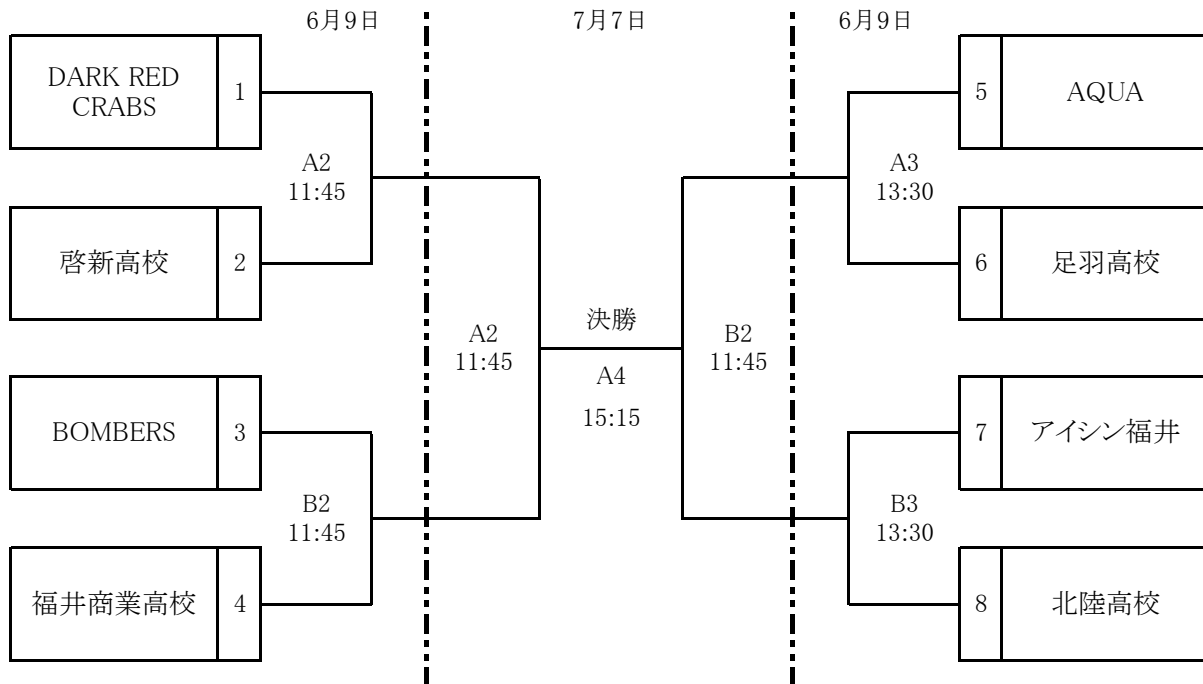 6月9日
7月7日
6月9日
DARK RED
CRABS
1
5
AQUA
A2
11:45
A3
13:30
啓新高校
2
6
足羽高校
決勝
A2
11:45
B2
11:45
A4
15:15
BOMBERS
3
7
アイシン福井
B2
11:45
B3
13:30
福井商業高校
4
8
北陸高校